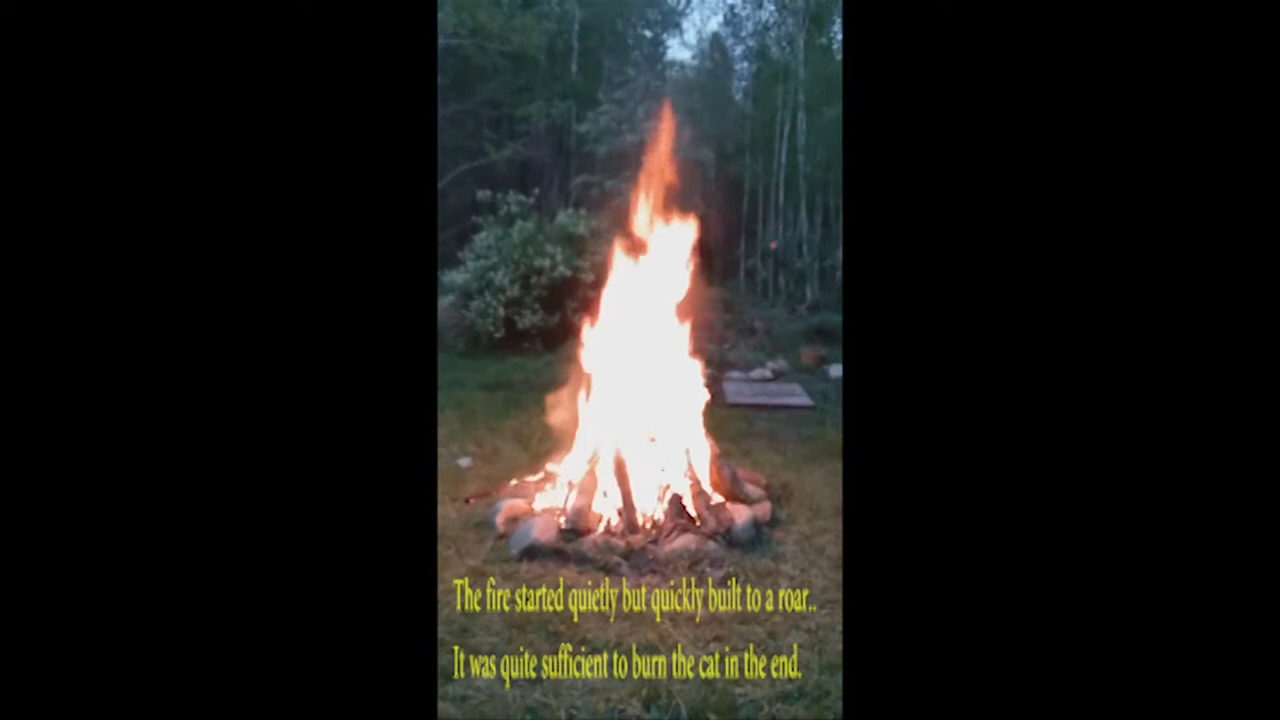 The fire started quietly but quickly built to a roar..
It was quite sufficient to burn the cat in the end.